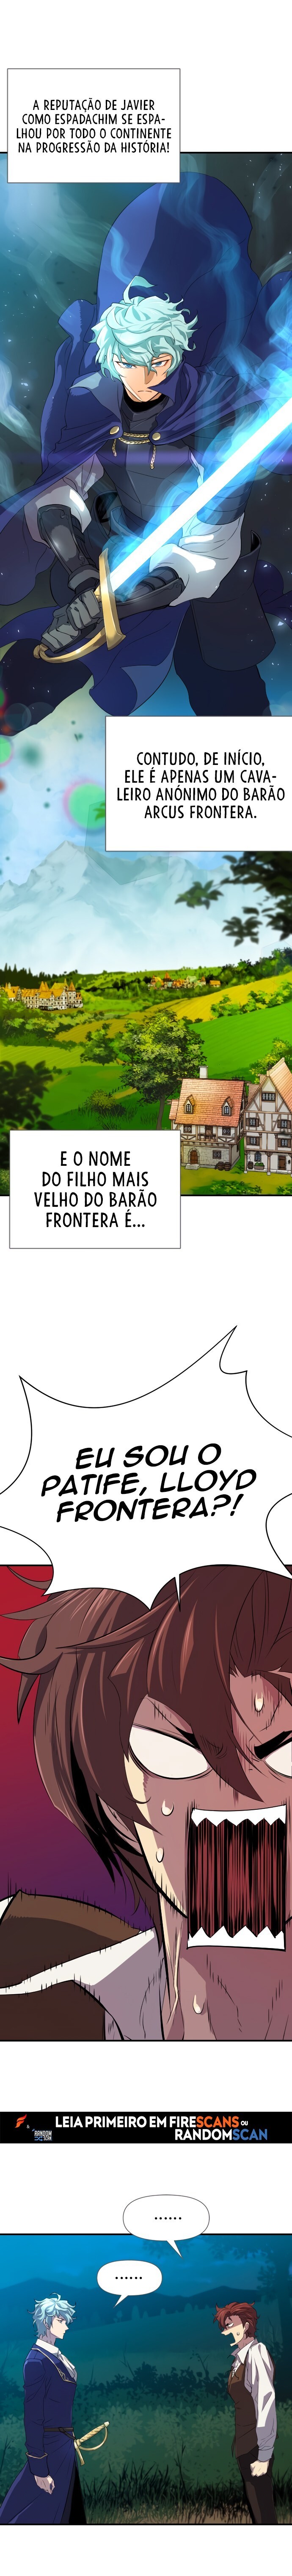 A REPUTAÇÃO DE JAVIER
COMO ESPADACHIM SE ESPA-
LHOU POR TODO O CONTINENTE
NA PROGRESSÃO DA HISTÓRIA!
CONTUDO, DE INÍCIO,
ELE É APENAS UM CAVA-
LEIRO ANÓNIMO DO BARÃO
ARCUS FRONTERA.
E O NOME
DO FILHO MAIS
VELHO DO BARÃO
FRONTERA É...
EU SOU O
PATIFE, LLOYD
FRONTERA?!
LEIA PRIMEIRO EM FIRESCANS OU
RANDOMSCAN
......
......